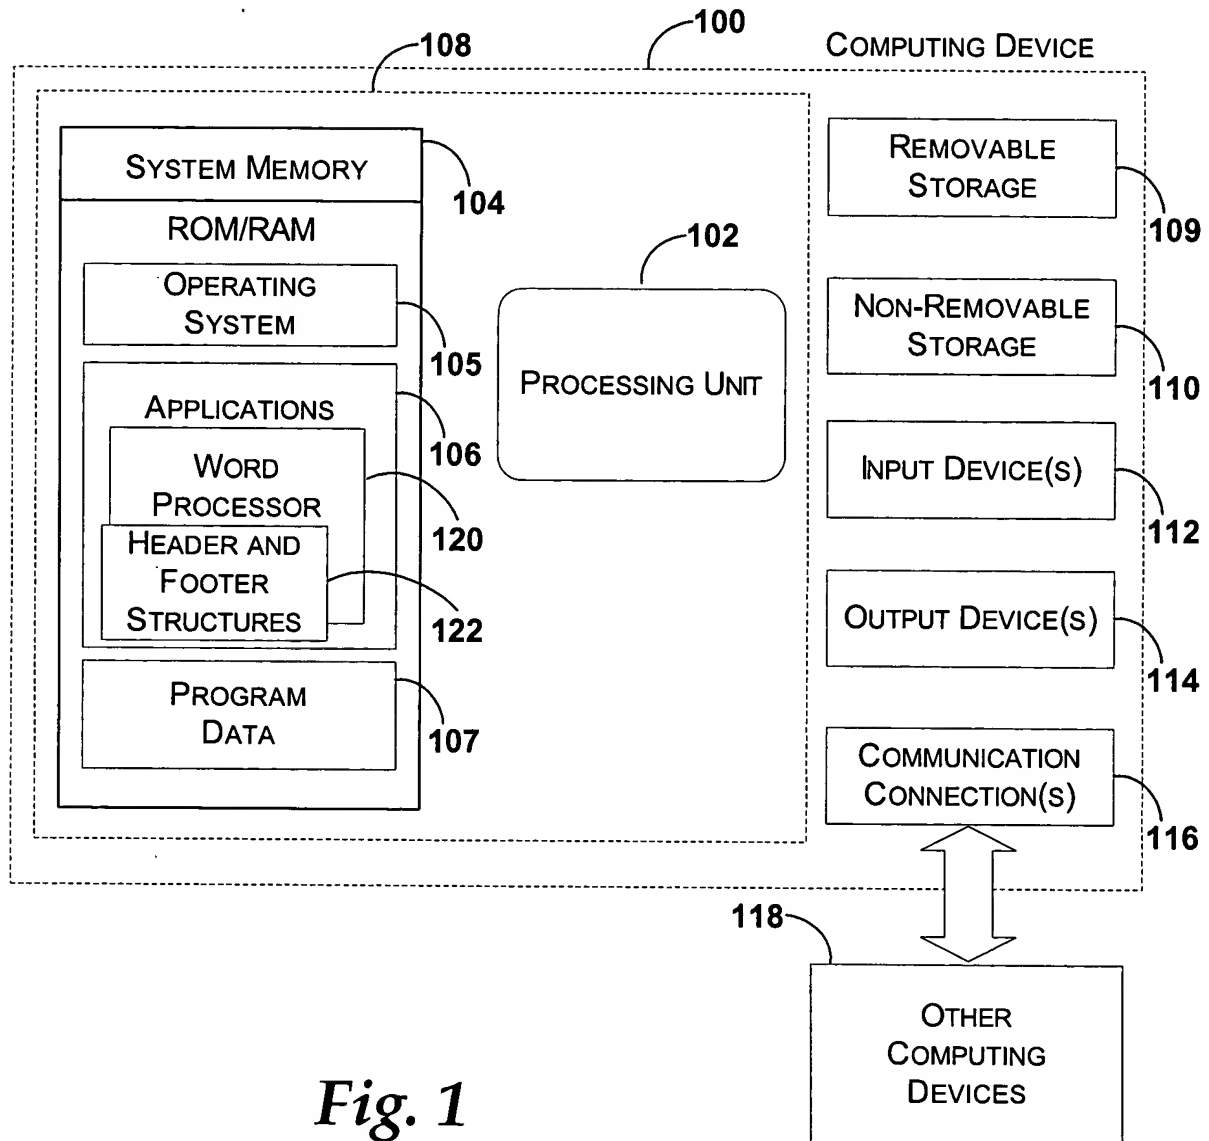 100
COMPUTING DEVICE
108
SYSTEM MEMORY
104
ROM/RAM
OPERATING
SYSTEM
105
APPLICATIONS
106
WORD
PROCESSOR
120
HEADER AND
FOOTER
STRUCTURES
122
PROGRAM
DATA
107
102
PROCESSING UNIT
REMOVABLE
STORAGE
109
NON-REMOVABLE
STORAGE
110
INPUT DEVICE(S)
112
OUTPUT DEVICE(S)
114
COMMUNICATION
CONNECTION(S)
116
118
OTHER
COMPUTING
DEVICES
Fig. 1